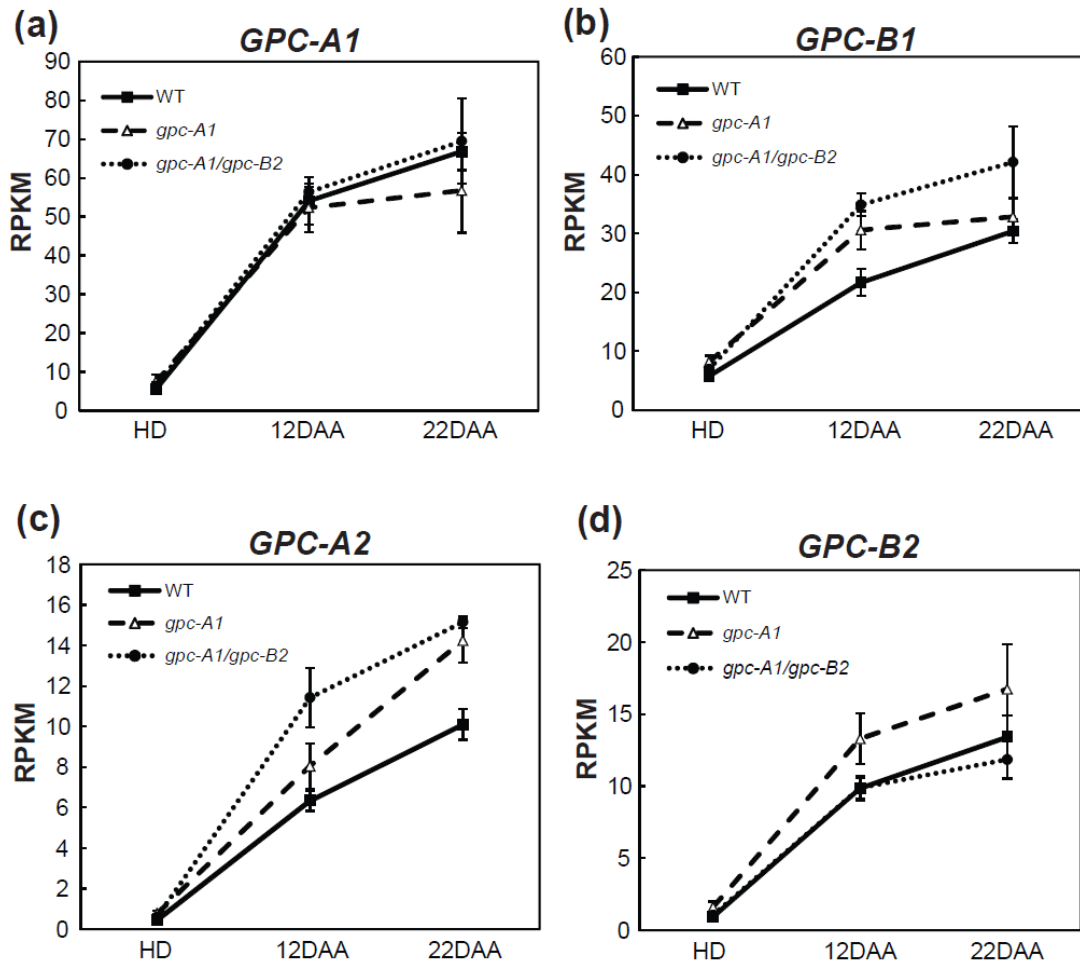 (a)
GPC-A1
90
80
70
60
50
40
30
20
10
0
RPKM
WT
gpc-A1
gpc-A1/gpc-B2
HD 12DAA 22DAA
(b)
GPC-B1
60
50
40
30
20
10
0
RPKM
WT
gpc-A1
gpc-A1/gpc-B2
HD 12DAA 22DAA
(c)
GPC-A2
18
16
14
12
10
8
6
4
2
0
RPKM
WT
gpc-A1
gpc-A1/gpc-B2
HD 12DAA 22DAA
(d)
GPC-B2
25
20
15
10
5
0
RPKM
WT
gpc-A1
gpc-A1/gpc-B2
HD 12DAA 22DAA